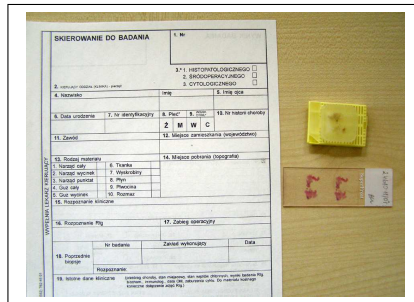 SKIEROWANIE DO BADANIA
1. Nr
3.* 1. HISTOPATOLOGICZNEGO
2. ŚRÓDOPERACYJNEGO
3. CYTOLOGICZNEGO
4. Nazwisko
Imię
5. Imię ojca
6. Data urodzenia
7. Nr identyfikacyjny
8. Płeć*
9.
10. Nr historii choroby
Ż M W C
11. Zawód
12. Miejsce zamieszkania (województwo)
13. Rodzaj materiału
14. Miejsce pobrania (topografia)
1. Narząd cały
6. Tkanka
2. Narząd wycinek
7. Wyskrobiny
3. Narząd punktat
8. Płyn
4. Guz cały
9. Plwocina
5. Guz wycinek
10. Rozmaz
15. Rozpoznanie kliniczne
16. Rozpoznanie Rtg
17. Zabieg operacyjny
Nr badania
Zakład wykonujący
Data
18. Poprzednie biopsje
Rozpoznanie:
19. Istotne dane kliniczne
WYPEŁNIA LEKARZ KIERUJĄCY